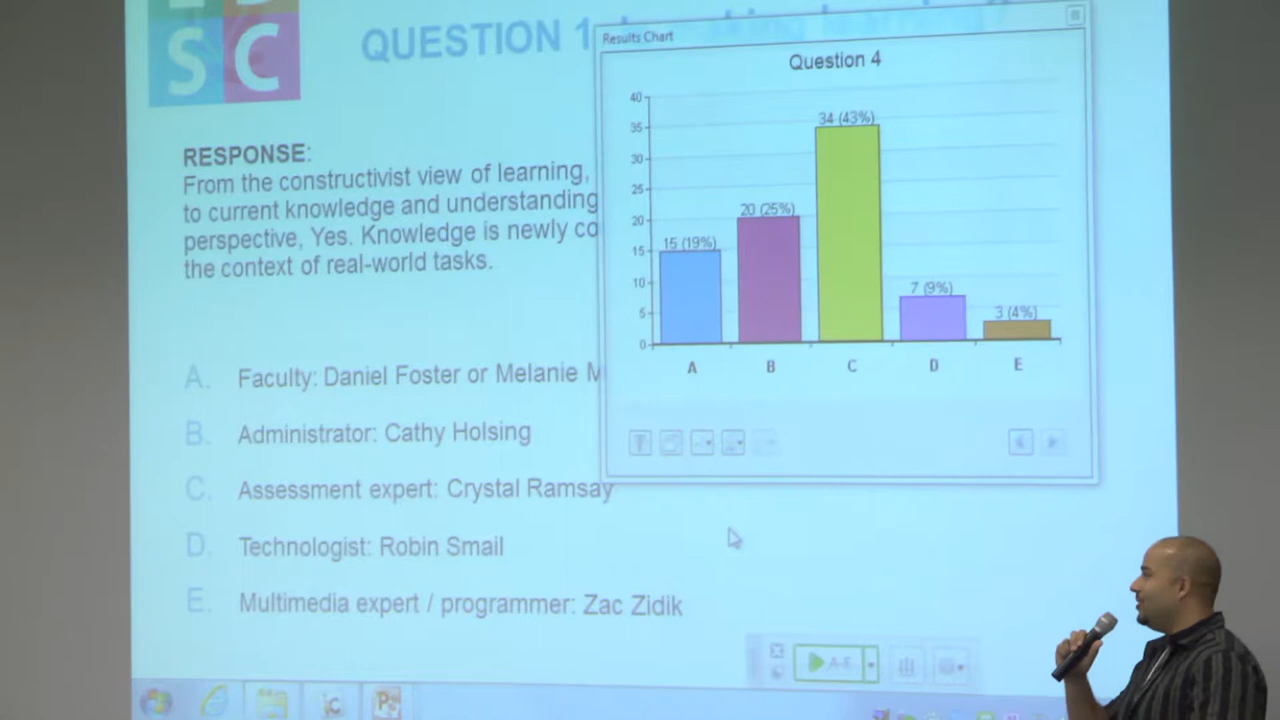 S C
QUESTION 1
Results Chart
Question 4
RESPONSE:
From the constructivist view of learning,
to current knowledge and understanding
perspective, Yes. Knowledge is newly co
the context of real-world tasks.
40
35
30
25
20
15
10
5
0
15 (19%)
20 (25%)
34 (43%)
7 (9%)
3 (4%)
A B C D E
A. Faculty: Daniel Foster or Melanie M
B. Administrator: Cathy Holsing
C. Assessment expert: Crystal Ramsay
D. Technologist: Robin Smail
E. Multimedia expert / programmer: Zac Zidik
A-E